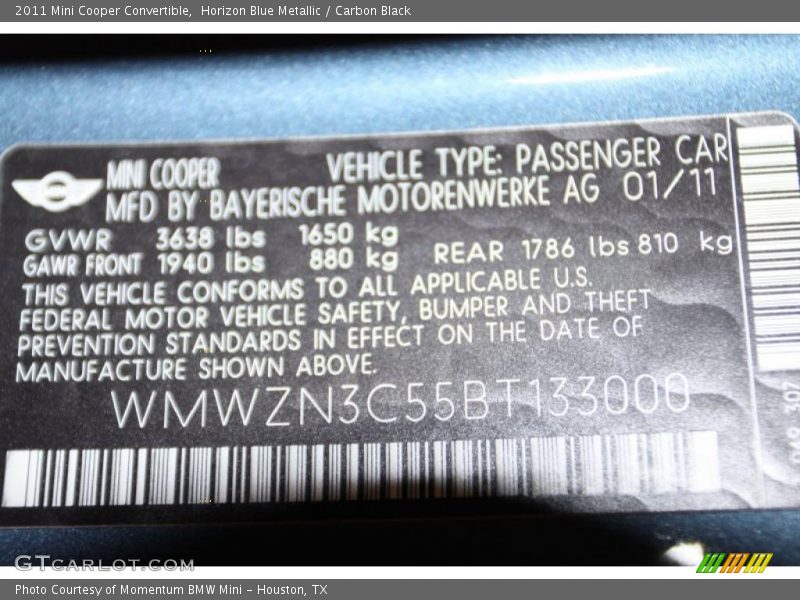 2011 Mini Cooper Convertible, Horizon Blue Metallic / Carbon Black
MINI COOPER VEHICLE TYPE: PASSENGER CAR
MFD BY BAYERISCHE MOTORENWERKE AG 01/11
GVWR 3638 lbs 1650 kg
GAWR FRONT 1940 lbs 880 kg REAR 1786 lbs 810 kg
THIS VEHICLE CONFORMS TO ALL APPLICABLE U.S.
FEDERAL MOTOR VEHICLE SAFETY, BUMPER AND THEFT
PREVENTION STANDARDS IN EFFECT ON THE DATE OF
MANUFACTURE SHOWN ABOVE.
WMWZN3C55BT133000
307
GTCARLOT.COM
Photo Courtesy of Momentum BMW Mini - Houston, TX